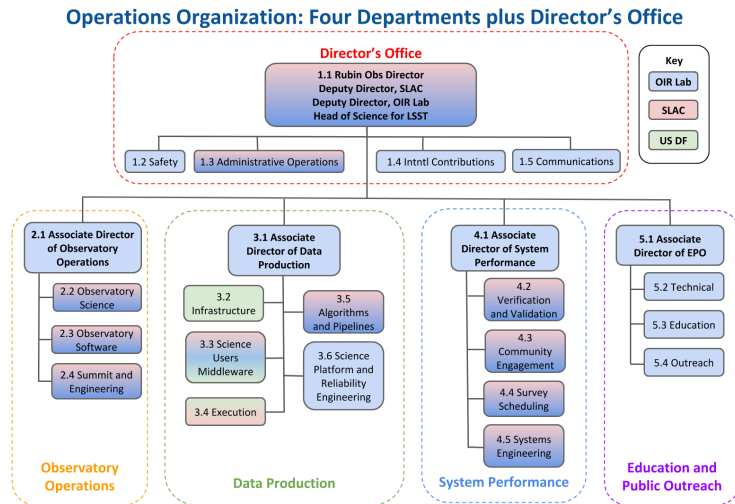 Operations Organization: Four Departments plus Director’s Office
Director’s Office
1.1 Rubin Obs Director
Deputy Director, SLAC
Deputy Director, OIR Lab
Head of Science for LSST
Key
OIR Lab
SLAC
US DF
1.2 Safety
1.3 Administrative Operations
1.4 Intntl Contributions
1.5 Communications
2.1 Associate Director
of Observatory
Operations
2.2 Observatory
Science
2.3 Observatory
Software
2.4 Summit and
Engineering
Observatory
Operations
3.1 Associate
Director of Data
Production
3.2
Infrastructure
3.3 Science
Users
Middleware
3.4 Execution
3.5
Algorithms
and Pipelines
3.6 Science
Platform and
Reliability
Engineering
Data Production
4.1 Associate
Director of System
Performance
4.2
Verification
and Validation
4.3
Community
Engagement
4.4 Survey
Scheduling
4.5 Systems
Engineering
System Performance
5.1 Associate
Director of EPO
5.2 Technical
5.3 Education
5.4 Outreach
Education and
Public Outreach